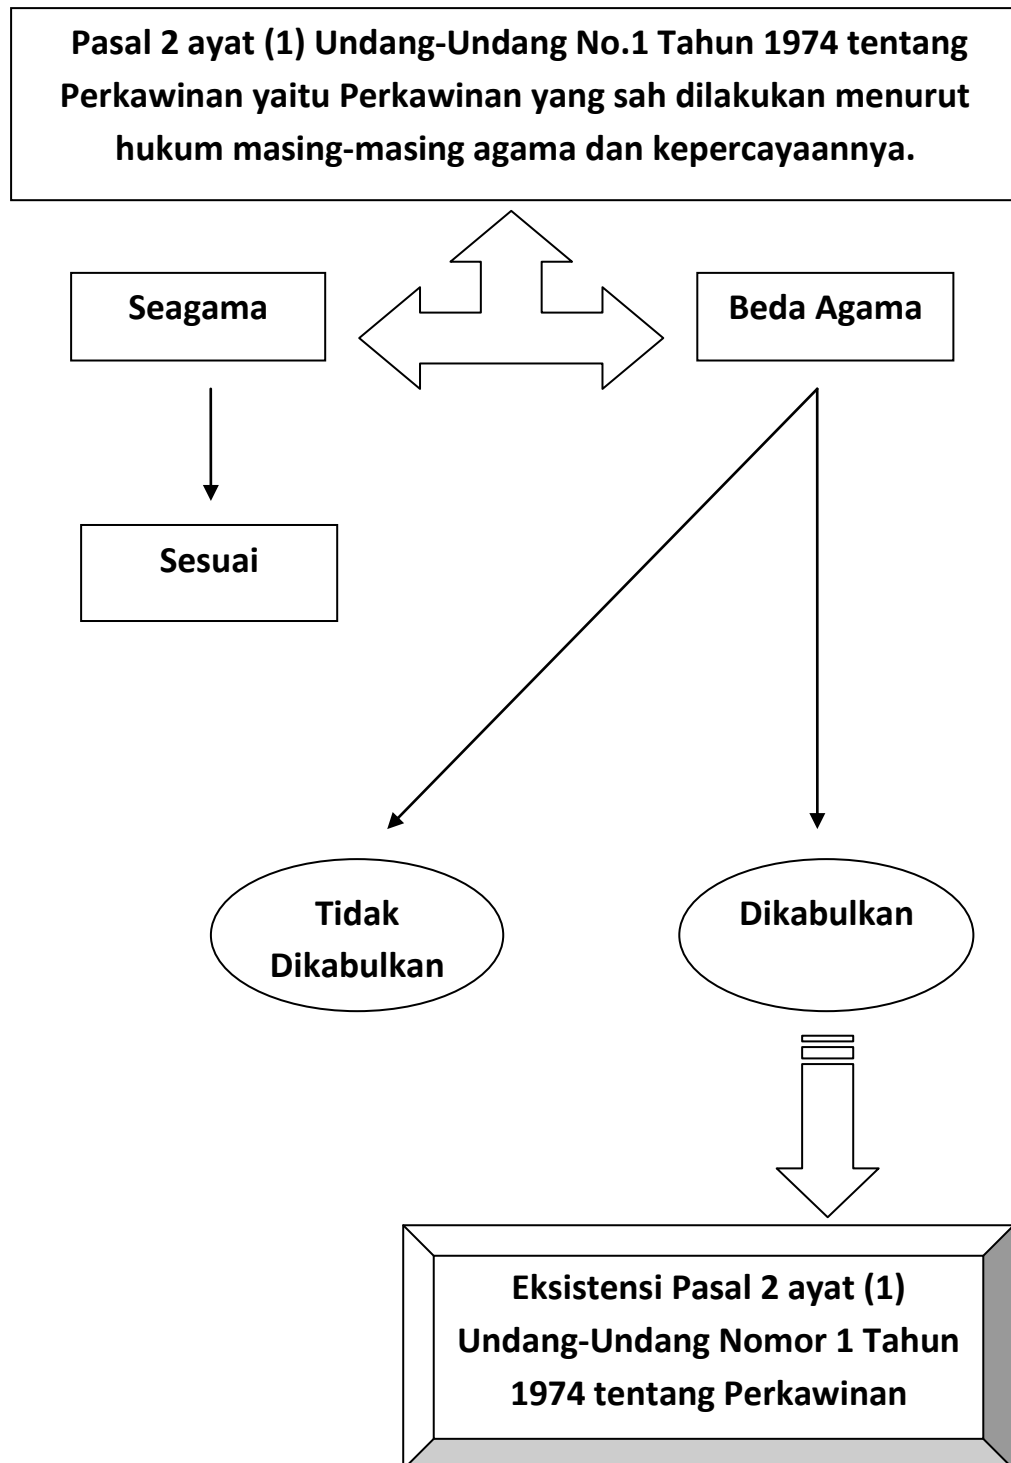 Pasal 2 ayat (1) Undang-Undang No.1 Tahun 1974 tentang
Perkawinan yaitu Perkawinan yang sah dilakukan menurut
hukum masing-masing agama dan kepercayaannya.
Seagama
Beda Agama
Sesuai
Tidak
Dikabulkan
Dikabulkan
Eksistensi Pasal 2 ayat (1)
Undang-Undang Nomor 1 Tahun
1974 tentang Perkawinan